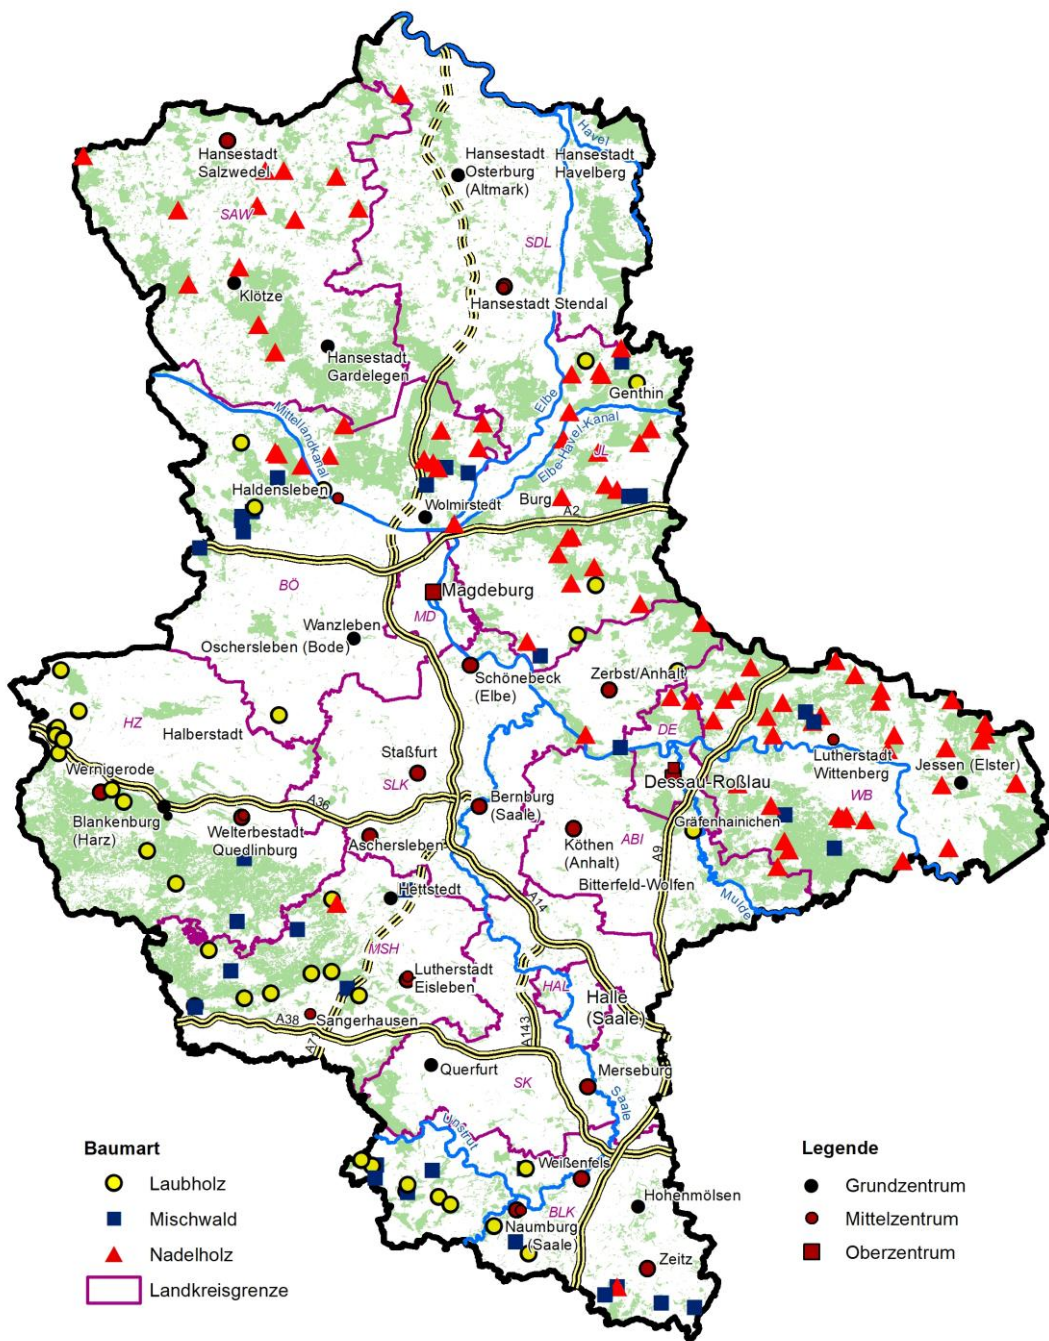 Havel
Hansestadt
Salzwedel
Hansestadt
Osterburg
(Altmark)
Hansestadt
Havelberg
SAW
SDL
Klötze
Hansestadt Stendal
Hansestadt
Gardelegen
Genthin
Elbe
Mittellandkanal
Elbe-Havel-Kanal
JL
Haldensleben
Wolmirstedt
Burg
A2
BÖ
Magdeburg
MD
Wanzleben
Oschersleben (Bode)
Schönebeck
(Elbe)
Zerbst/Anhalt
HZ
Halberstadt
DE
Staßfurt
Lutherstadt
Wittenberg
Jessen (Elster)
Wernigerode
SLK
Dessau-Roßlau
WB
A36
Bernburg
(Saale)
Blankenburg
(Harz)
Welterbestadt
Quedlinburg
Aschersleben
Köthen
(Anhalt)
ABI
Gräfenhainichen
A9
Bitterfeld-Wolfen
Hettstedt
A14
Mulde
MSH
Lutherstadt
Eisleben
HAL
Halle
(Saale)
A38
Sangerhausen
A71
A143
Querfurt
SK
Merseburg
Saale
Unstrut
Weißenfels
BLK
Hohenmölsen
Naumburg
(Saale)
Zeitz
Baumart
Laubholz
Mischwald
Nadelholz
Landkreisgrenze
Legende
Grundzentrum
Mittelzentrum
Oberzentrum